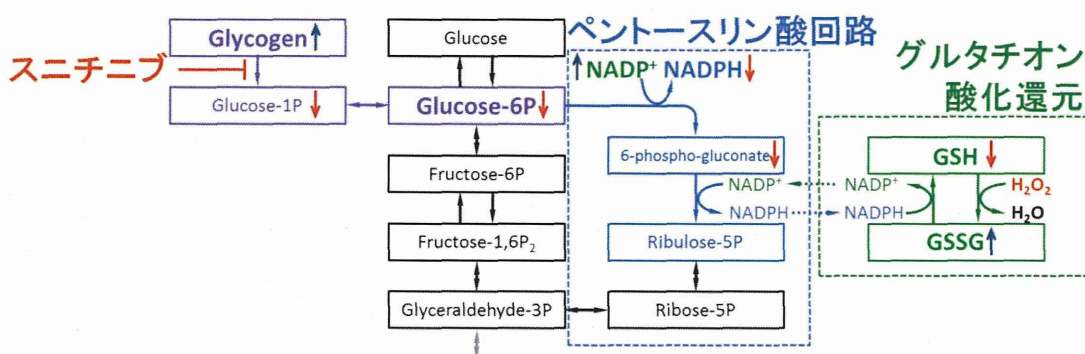 ペントースリン酸回路
Glycogen
Glucose
グルタチオン
酸化還元
スニチニブ
NADP⁺ NADPH
Glucose-1P
Glucose-6P
6-phospho-gluconate
GSH
Fructose-6P
NADP⁺
NADP⁺
H₂O₂
NADPH
NADPH
H₂O
Fructose-1,6P₂
Ribulose-5P
GSSG
Glyceraldehyde-3P
Ribose-5P